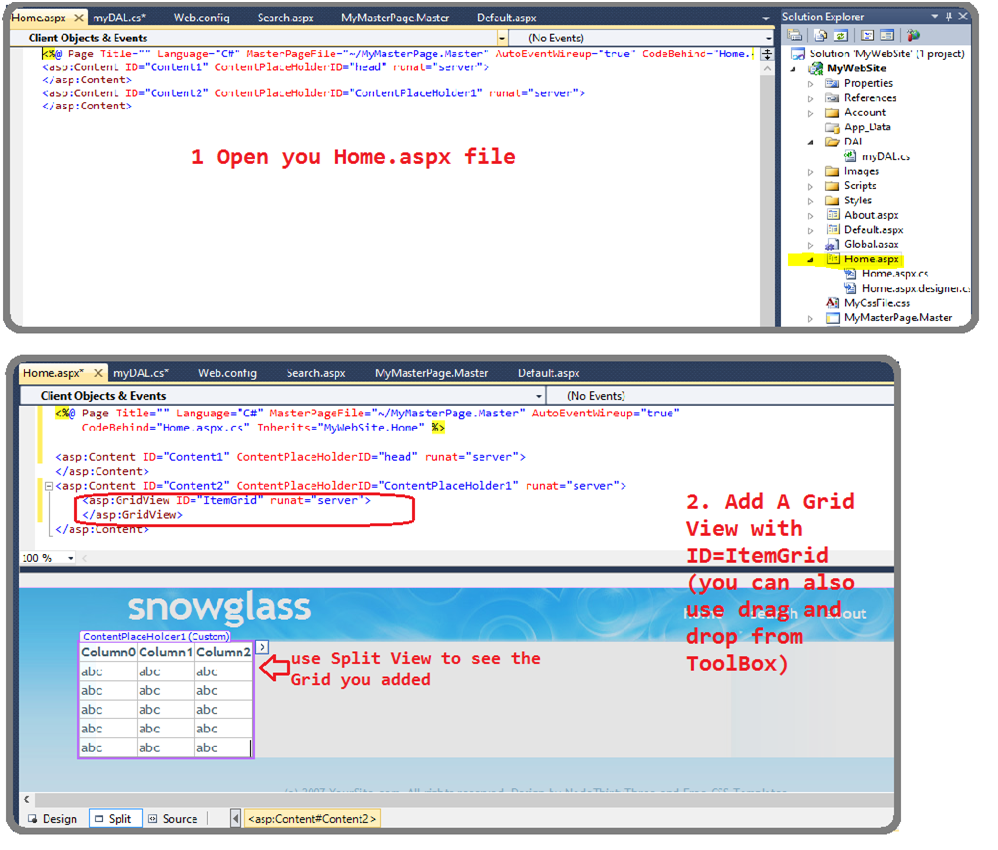 Home.aspx myDAL.cs* Web.config Search.aspx MyMasterPage.Master Default.aspx
Client Objects & Events (No Events)
<%@ Page Title="" Language="C#" MasterPageFile="~/MyMasterPage.Master" AutoEventWireup="true" CodeBehind="Home.
<asp:Content ID="Content1" ContentPlaceHolderID="head" runat="server">
</asp:Content>
<asp:Content ID="Content2" ContentPlaceHolderID="ContentPlaceHolder1" runat="server">
</asp:Content>
1 Open you Home.aspx file
Solution Explorer
Solution 'MyWebSite' (1 project)
MyWebSite
Properties
References
Account
App_Data
DAL
myDAL.cs
Images
Scripts
Styles
About.aspx
Default.aspx
Global.asax
Home.aspx
Home.aspx.cs
Home.aspx.designer.cs
MyCssFile.css
MyMasterPage.Master
Home.aspx* myDAL.cs* Web.config Search.aspx MyMasterPage.Master Default.aspx
Client Objects & Events (No Events)
<%@ Page Title="" Language="C#" MasterPageFile="~/MyMasterPage.Master" AutoEventWireup="true"
CodeBehind="Home.aspx.cs" Inherits="MyWebSite.Home" %>
<asp:Content ID="Content1" ContentPlaceHolderID="head" runat="server">
</asp:Content>
<asp:Content ID="Content2" ContentPlaceHolderID="ContentPlaceHolder1" runat="server">
<asp:GridView ID="ItemGrid" runat="server">
</asp:GridView>
</asp:Content>
100 %
2. Add A Grid
View with
ID=ItemGrid
(you can also
use drag and
drop from
ToolBox)
snowglass
Home Search About
ContentPlaceHolder1 (Custom)
Column0 Column1 Column2
abc abc abc
abc abc abc
abc abc abc
abc abc abc
abc abc abc
use Split View to see the
Grid you added
Design Split Source <asp:Content#Content2>